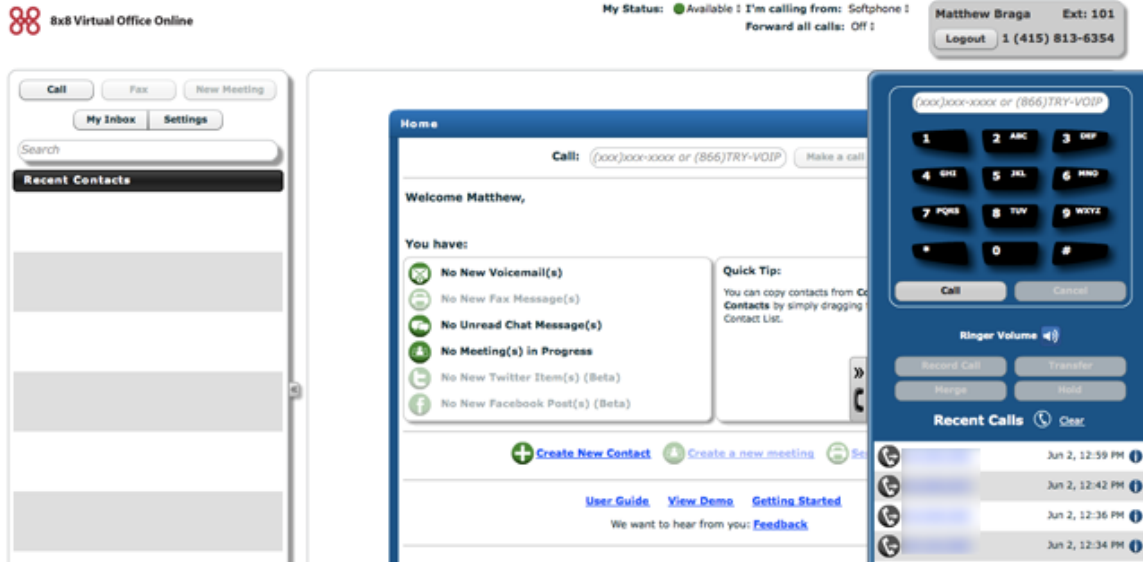 8x8 Virtual Office Online
My Status: Available I'm calling from: Softphone
Forward all calls: Off
Matthew Braga Ext: 101
Logout 1 (415) 813-6354
Call Fax New Meeting
My Inbox Settings
Search
Recent Contacts
Home
Call: (xxx)xxx-xxxx or (866)TRY-VOIP Make a call
Welcome Matthew,
You have:
No New Voicemail(s)
No New Fax Message(s)
No Unread Chat Message(s)
No Meeting(s) in Progress
No New Twitter Item(s) (Beta)
No New Facebook Post(s) (Beta)
Quick Tip:
You can copy contacts from Co
Contacts by simply dragging
Contact List.
Create New Contact Create a new meeting Se
User Guide View Demo Getting Started
We want to hear from you: Feedback
(xxx)xxx-xxxx or (866)TRY-VOIP
1 2 ABC 3 DEF
4 GHI 5 JKL 6 MNO
7 PQRS 8 TUV 9 WXYZ
* 0 #
Call Cancel
Ringer Volume
Record Call Transfer
Merge Hold
Recent Calls Clear
Jun 2, 12:59 PM
Jun 2, 12:42 PM
Jun 2, 12:36 PM
Jun 2, 12:34 PM